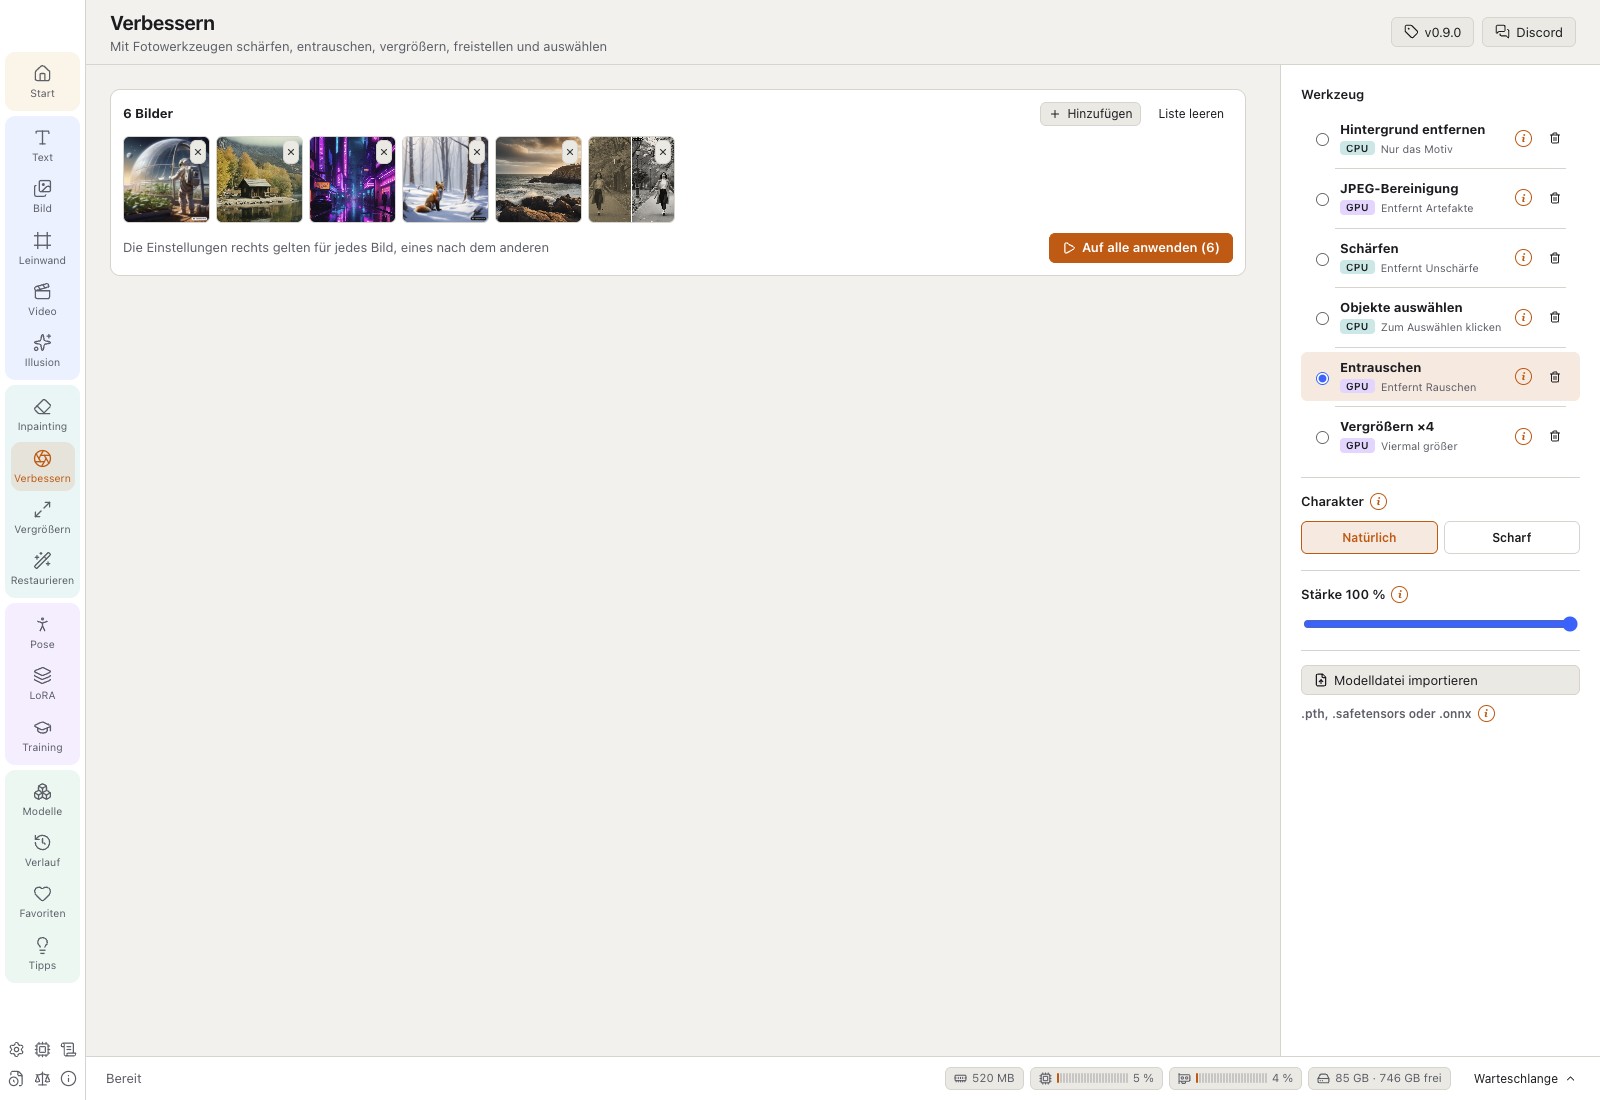 Verbessern
Mit Fotowerkzeugen schärfen, entrauschen, vergrößern, freistellen und auswählen
v0.9.0
Discord
Start
Text
Bild
Leinwand
Video
Illusion
Inpainting
Verbessern
Vergrößern
Restaurieren
Pose
LoRA
Training
Modelle
Verlauf
Favoriten
Tipps
6 Bilder
Hinzufügen
Liste leeren
Die Einstellungen rechts gelten für jedes Bild, eines nach dem anderen
Auf alle anwenden (6)
Werkzeug
Hintergrund entfernen
CPU Nur das Motiv
JPEG-Bereinigung
GPU Entfernt Artefakte
Schärfen
CPU Entfernt Unschärfe
Objekte auswählen
CPU Zum Auswählen klicken
Entrauschen
GPU Entfernt Rauschen
Vergrößern ×4
GPU Viermal größer
Charakter
Natürlich
Scharf
Stärke 100 %
Modelldatei importieren
.pth, .safetensors oder .onnx
Bereit
520 MB
5 %
4 %
85 GB · 746 GB frei
Warteschlange